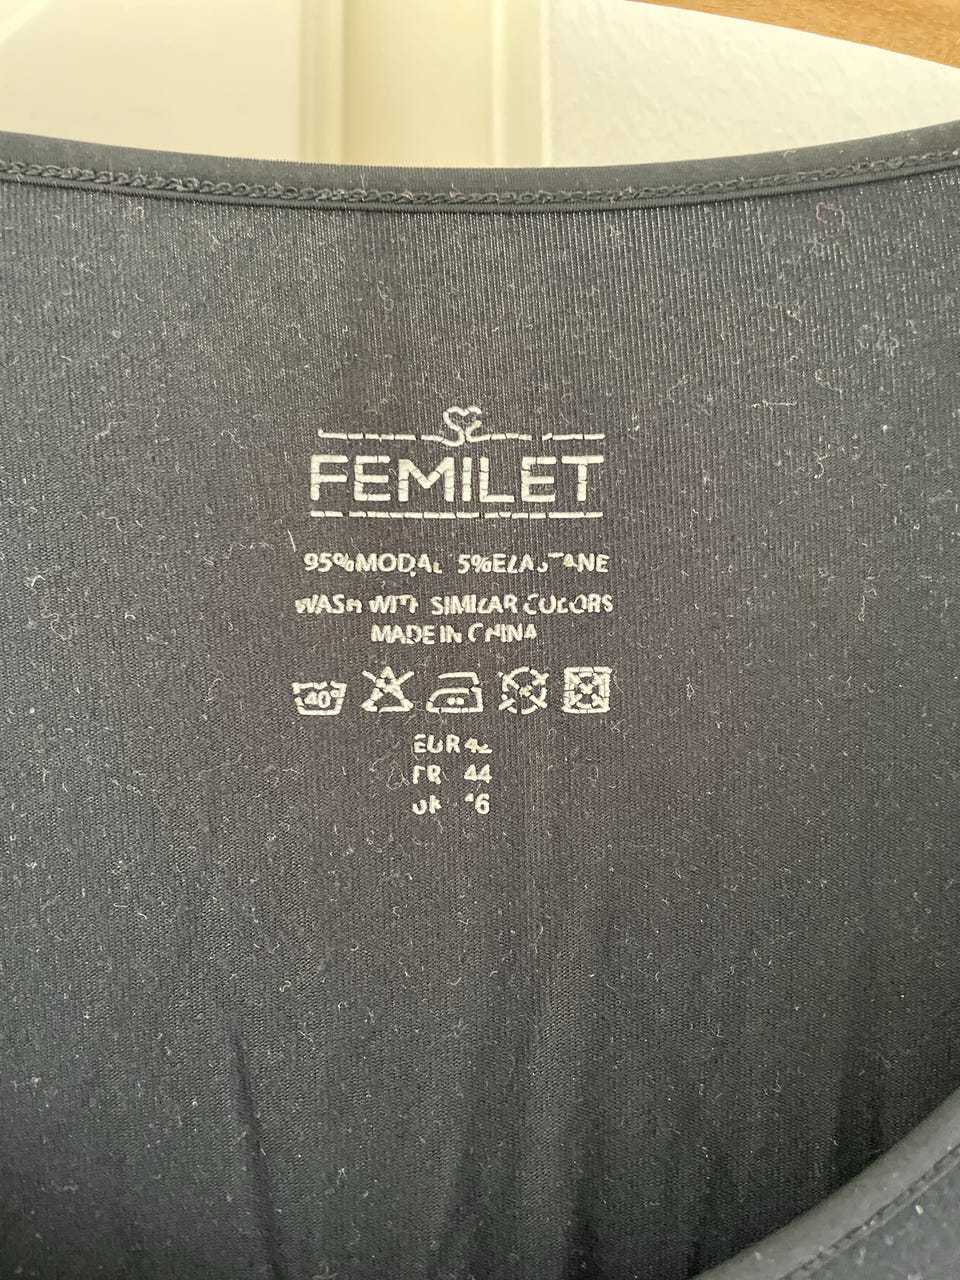 FEMILET
95% MODAL 5% ELASTANE
WASH WITH SIMILAR COLORS
MADE IN CHINA
40°
EUR 42
FR 44
UK 16